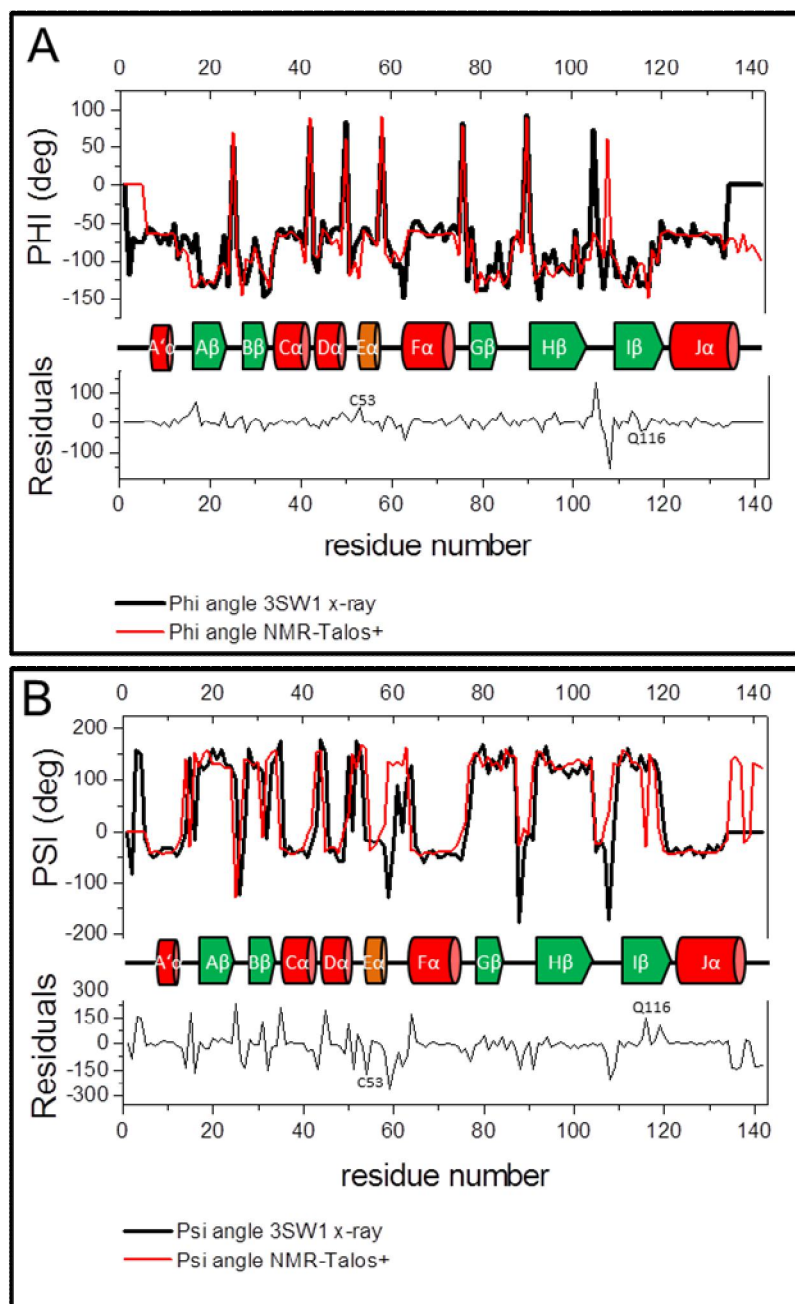 A
0 20 40 60 80 100 120 140
PHI (deg)
100
50
0
-50
-100
-150
A'α Aβ Bβ Cα Dα Eα Fα Gβ Hβ Iβ Jα
Residuals
100
0
-100
C53
Q116
0 20 40 60 80 100 120 140
residue number
Phi angle 3SW1 x-ray
Phi angle NMR-Talos+
B
0 20 40 60 80 100 120 140
PSI (deg)
200
100
0
-100
-200
A'α Aβ Bβ Cα Dα Eα Fα Gβ Hβ Iβ Jα
Residuals
300
150
0
-150
-300
Q116
C53
0 20 40 60 80 100 120 140
residue number
Psi angle 3SW1 x-ray
Psi angle NMR-Talos+